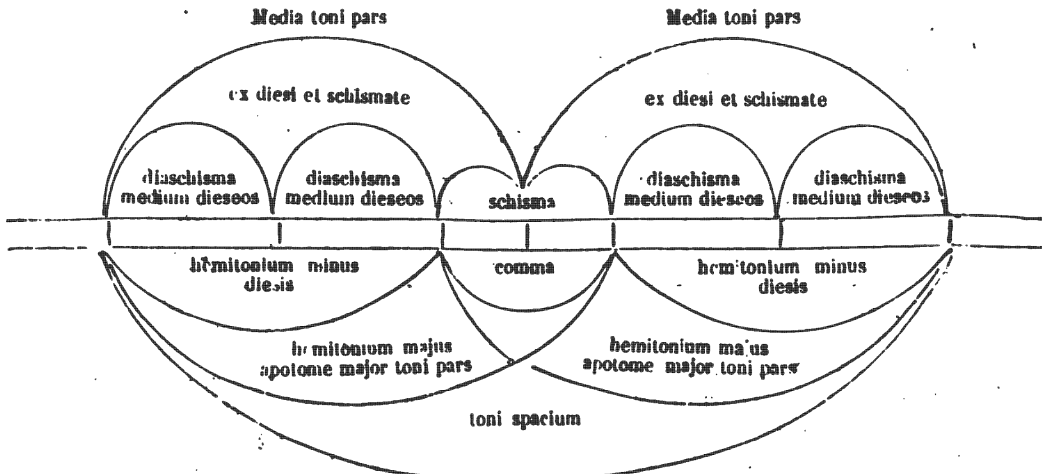 Media toni pars
Media toni pars
ex diesi et schismate
ex diesi et schismate
diaschisma
medium dieseos
diaschisma
medium dieseos
schisma
diaschisma
medium dieseos
diaschisma
medium dieseos
hemitonium minus
diesis
comma
hemitonium minus
diesis
hemitonium majus
apotome major toni pars
hemitonium majus
apotome major toni pars
toni spacium